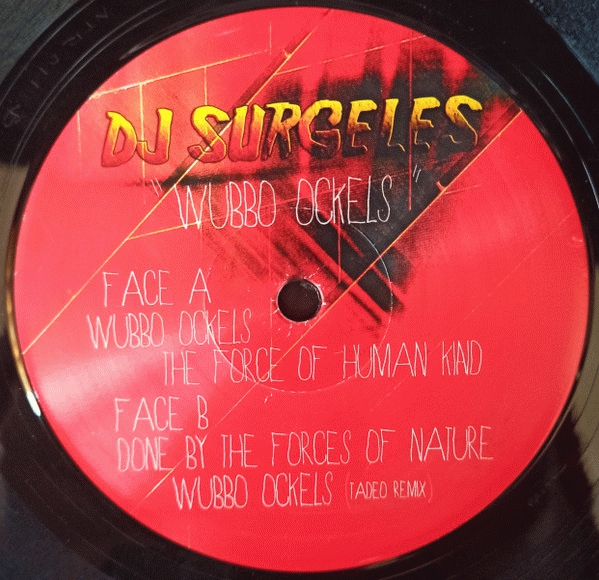 DJ SURGELES
"WUBBO OCKELS"
FACE A
WUBBO OCKELS
THE FORCE OF HUMAN KIND
FACE B
DONE BY THE FORCES OF NATURE
WUBBO OCKELS (TADEO REMIX)